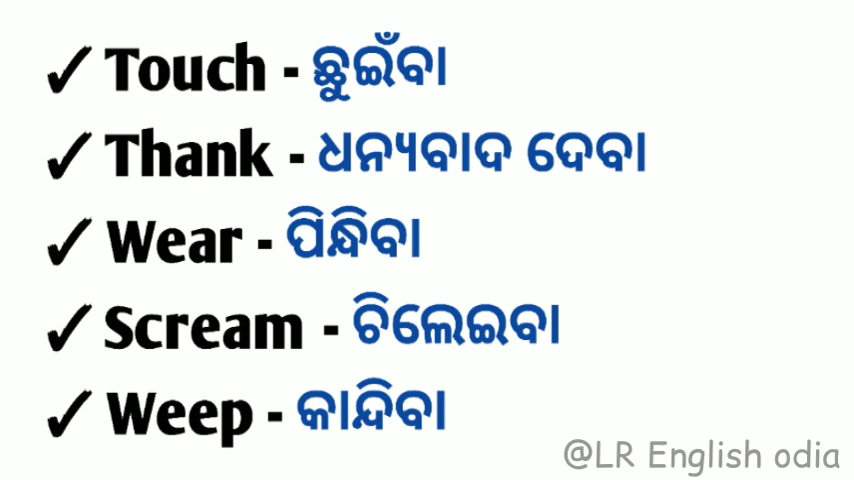 ✓ Touch - ଛୁଇଁବା
✓ Thank - ଧନ୍ୟବାଦ ଦେବା
✓ Wear - ପିନ୍ଧିବା
✓ Scream - ଚିଲେଇବା
✓ Weep - କାନ୍ଦିବା
@LR English odia